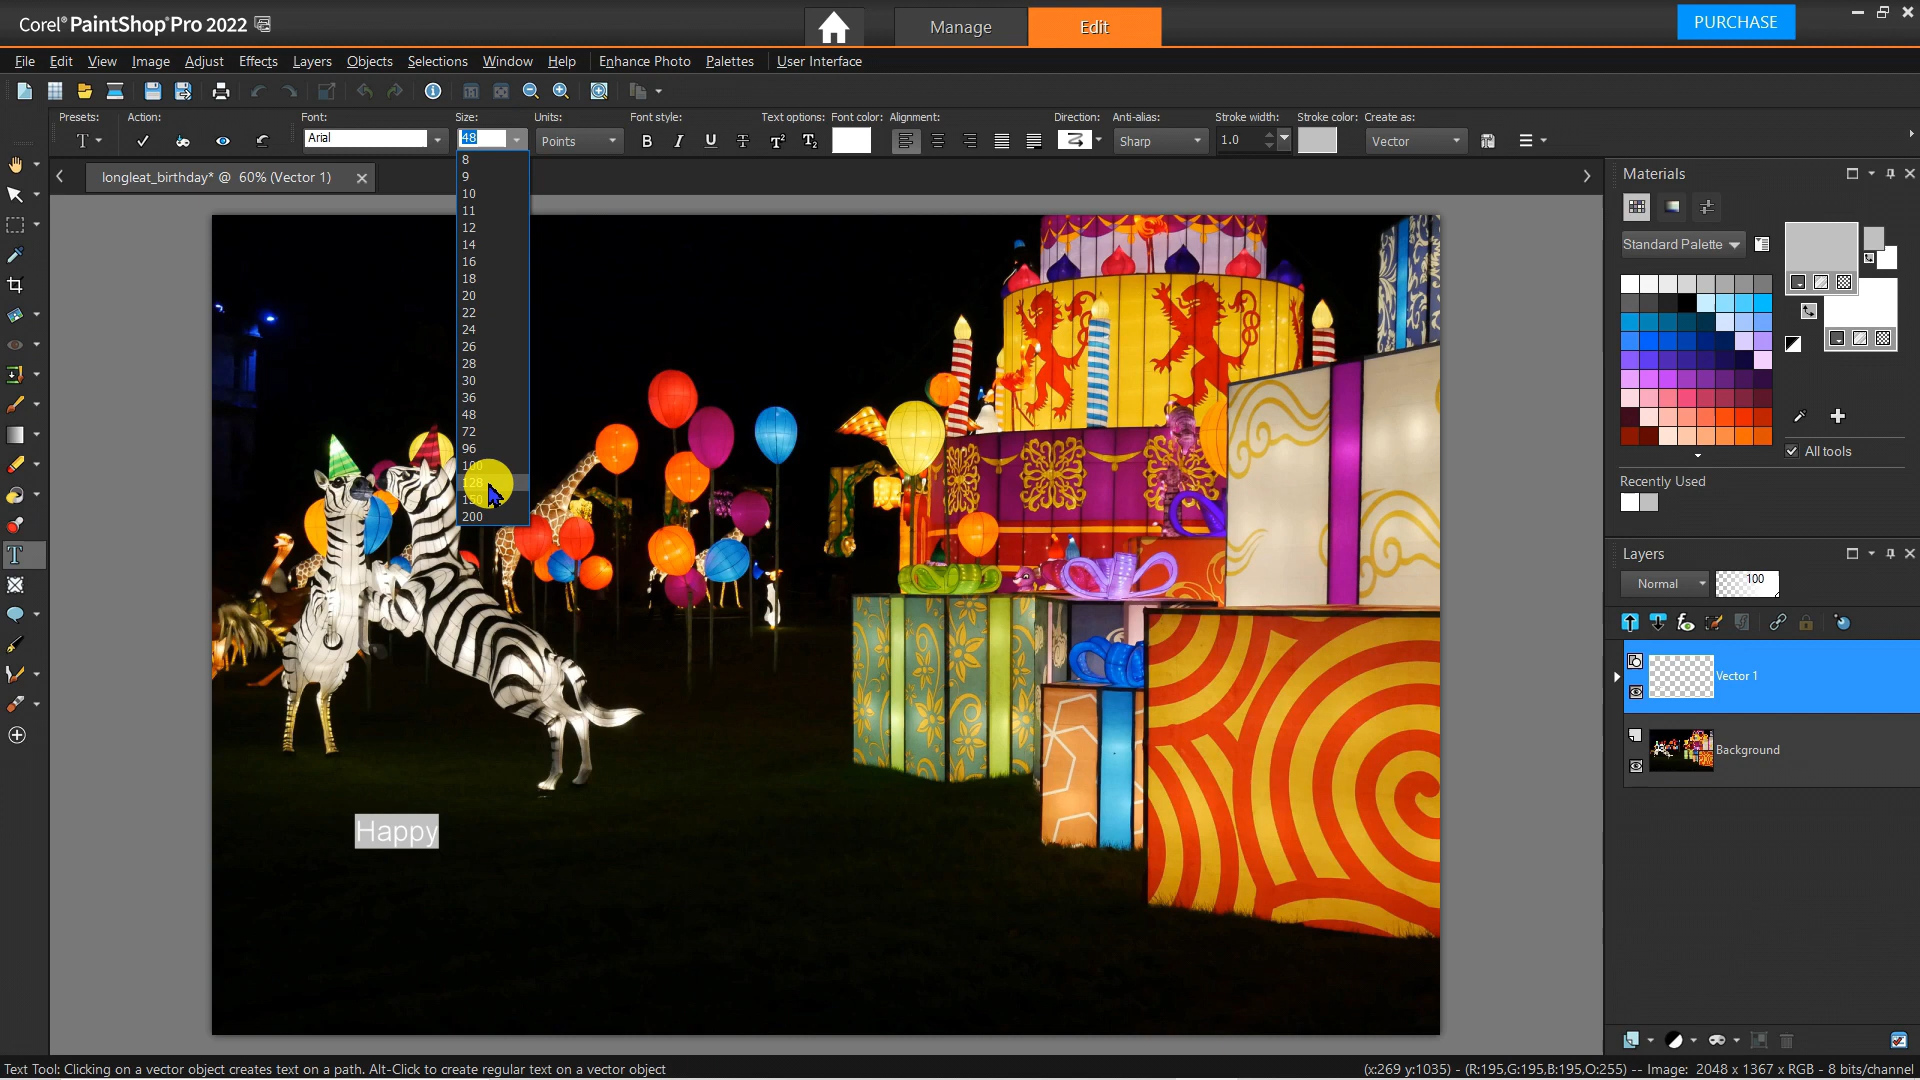 Corel® PaintShop® Pro 2022
Manage
Edit
PURCHASE
File Edit View Image Adjust Effects Layers Objects Selections Window Help Enhance Photo Palettes User Interface
Presets: Action: Font: Size: Units: Font style: Text options: Font color: Alignment: Direction: Anti-alias: Stroke width: Stroke color: Create as:
Arial 48 Points Sharp 1.0 Vector
longleat_birthday* @ 60% (Vector 1)
8
9
10
11
12
14
16
18
20
22
24
26
28
30
36
48
72
96
100
128
150
200
Happy
Materials
Standard Palette
All tools
Recently Used
Layers
Normal 100
Vector 1
Background
Text Tool: Clicking on a vector object creates text on a path. Alt-Click to create regular text on a vector object
(x:269 y:1035) - (R:195,G:195,B:195,O:255) -- Image: 2048 x 1367 x RGB - 8 bits/channel